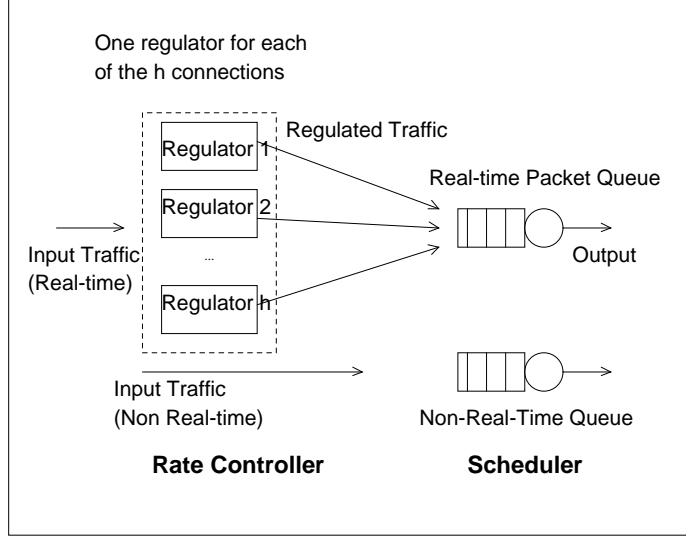 One regulator for each
of the h connections
Regulator 1
Regulated Traffic
Real-time Packet Queue
Regulator 2
Input Traffic
(Real-time)
...
Output
Regulator h
Input Traffic
(Non Real-time)
Non-Real-Time Queue
Rate Controller
Scheduler